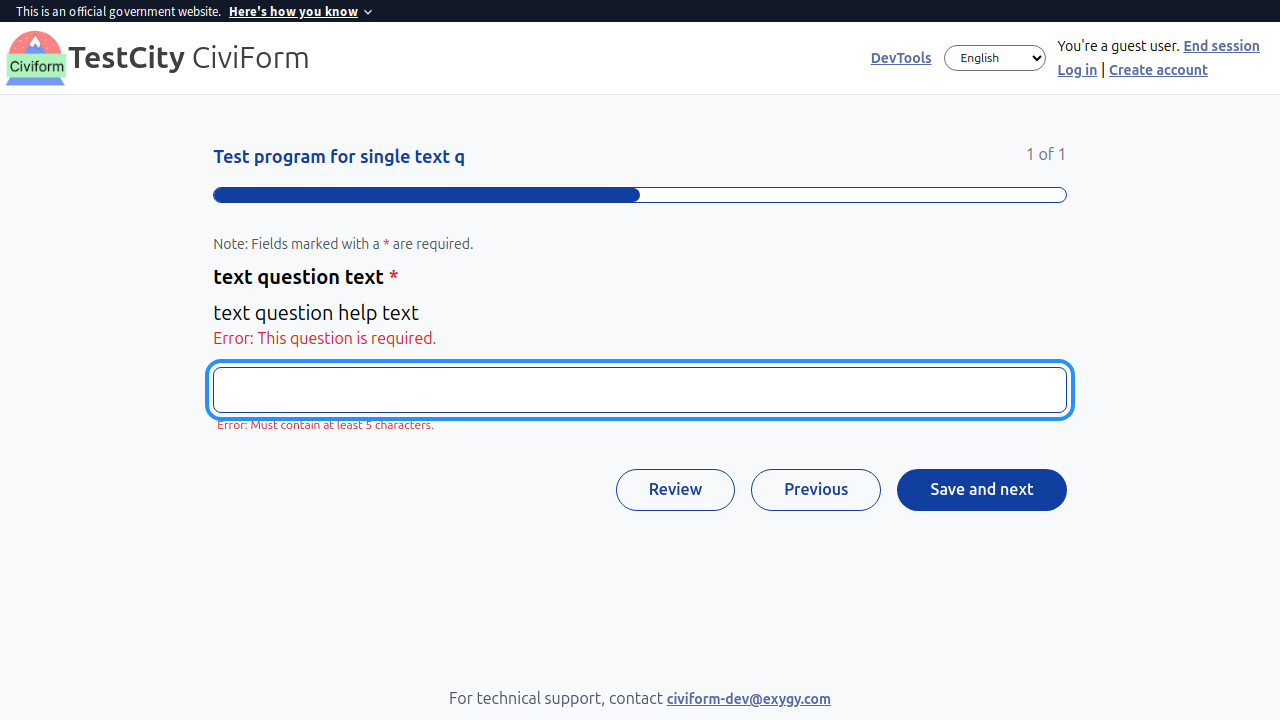 This is an official government website. Here's how you know
Civiform
TestCity CiviForm
DevTools
English
You're a guest user. End session
Log in | Create account
Test program for single text q
1 of 1
Note: Fields marked with a * are required.
text question text *
text question help text
Error: This question is required.
Error: Must contain at least 5 characters.
Review
Previous
Save and next
For technical support, contact civiform-dev@exygy.com